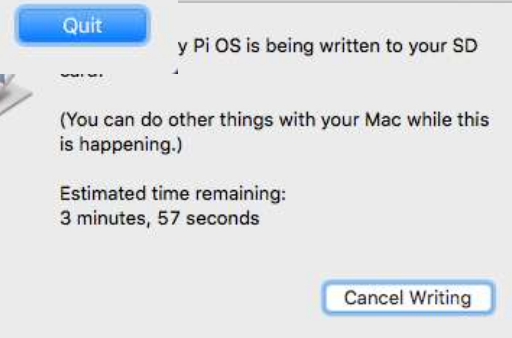 Quit
y Pi OS is being written to your SD
(You can do other things with your Mac while this
is happening.)
Estimated time remaining:
3 minutes, 57 seconds
Cancel Writing